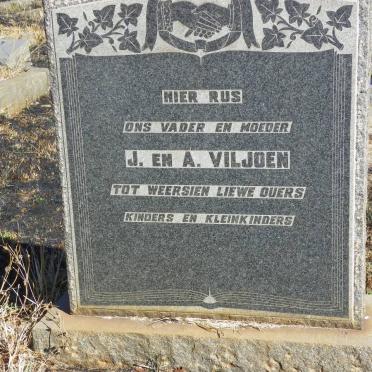 HIER RUS
ONS VADER EN MOEDER
J. EN A. VILJOEN
TOT WEERSIEN LIEWE OUERS
KINDERS EN KLEINKINDERS